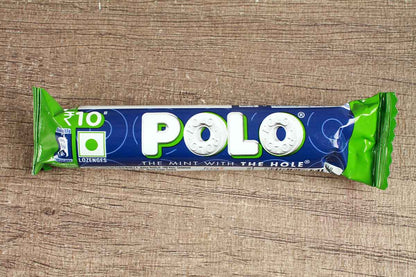 ₹10
LOZENGES
POLO®
THE MINT WITH THE HOLE®